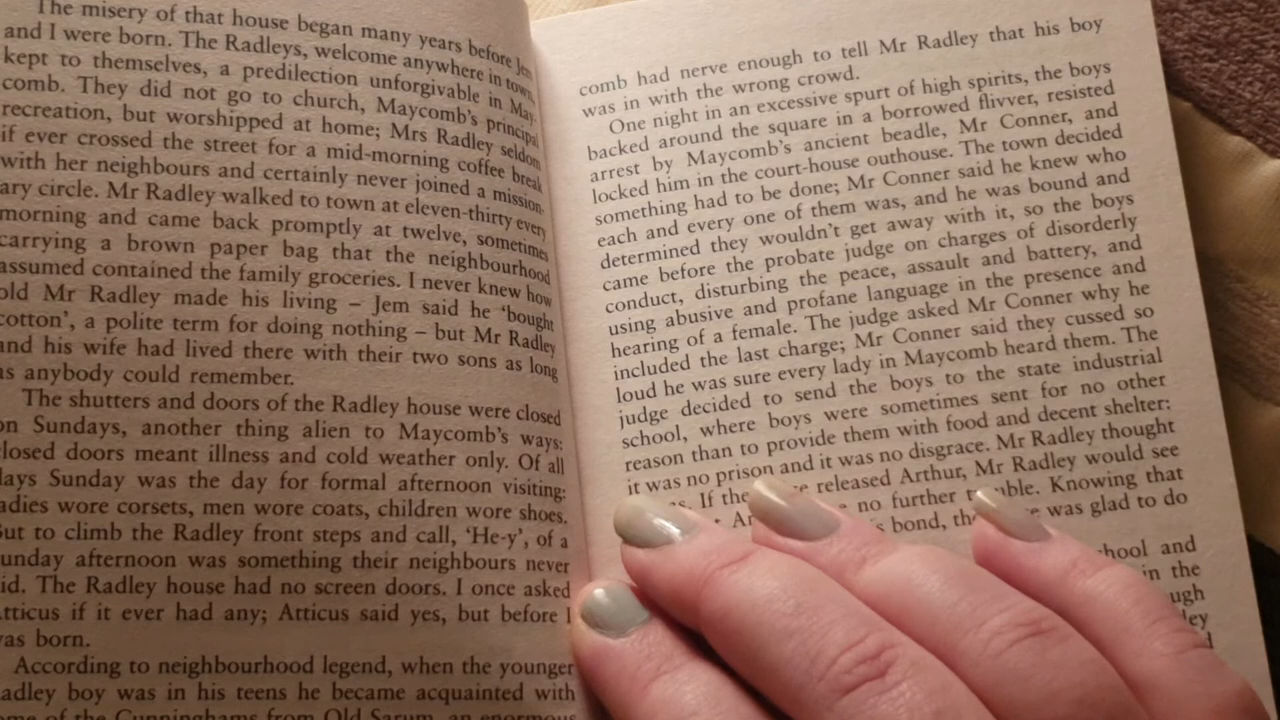 The misery of that house began many years before Jem
and I were born. The Radleys, welcome anywhere in town,
kept to themselves, a predilection unforgivable in May-
comb. They did not go to church, Maycomb's principal
recreation, but worshipped at home; Mrs Radley seldom
if ever crossed the street for a mid-morning coffee break
with her neighbours and certainly never joined a mission-
ary circle. Mr Radley walked to town at eleven-thirty every
morning and came back promptly at twelve, sometimes
carrying a brown paper bag that the neighbourhood
assumed contained the family groceries. I never knew how
old Mr Radley made his living – Jem said he 'bought
cotton', a polite term for doing nothing – but Mr Radley
and his wife had lived there with their two sons as long
as anybody could remember.
The shutters and doors of the Radley house were closed
on Sundays, another thing alien to Maycomb's ways:
closed doors meant illness and cold weather only. Of all
days Sunday was the day for formal afternoon visiting:
ladies wore corsets, men wore coats, children wore shoes.
But to climb the Radley front steps and call, 'He-y', of a
Sunday afternoon was something their neighbours never
did. The Radley house had no screen doors. I once asked
Atticus if it ever had any; Atticus said yes, but before I
was born.
According to neighbourhood legend, when the younger
Radley boy was in his teens he became acquainted with
some of the Cunninghams from Old Sarum, an enormous
comb had nerve enough to tell Mr Radley that his boy
was in with the wrong crowd.
One night in an excessive spurt of high spirits, the boys
backed around the square in a borrowed flivver, resisted
arrest by Maycomb's ancient beadle, Mr Conner, and
locked him in the court-house outhouse. The town decided
something had to be done; Mr Conner said he knew who
each and every one of them was, and he was bound and
determined they wouldn't get away with it, so the boys
came before the probate judge on charges of disorderly
conduct, disturbing the peace, assault and battery, and
using abusive and profane language in the presence and
hearing of a female. The judge asked Mr Conner why he
included the last charge; Mr Conner said they cussed so
loud he was sure every lady in Maycomb heard them. The
judge decided to send the boys to the state industrial
school, where boys were sometimes sent for no other
reason than to provide them with food and decent shelter:
it was no prison and it was no disgrace. Mr Radley thought
If the released Arthur, Mr Radley would see
no further Knowing that
bond, was glad to do
and
in the